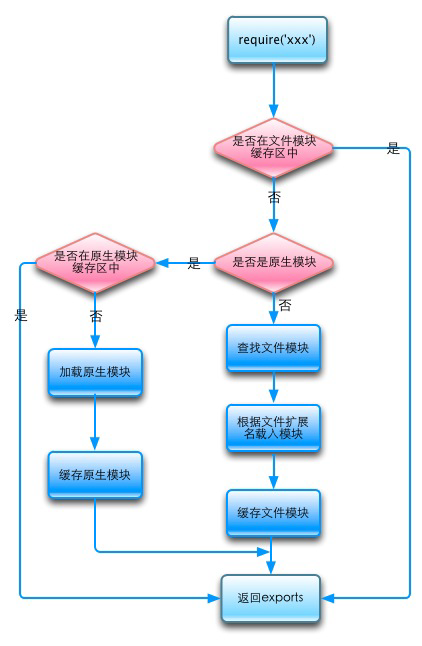 require('xxx')
是否在文件模块
缓存区中
是
否
是否在原生模块
缓存区中
是
是否是原生模块
是
否
否
加载原生模块
查找文件模块
根据文件扩展
名载入模块
缓存原生模块
缓存文件模块
返回exports